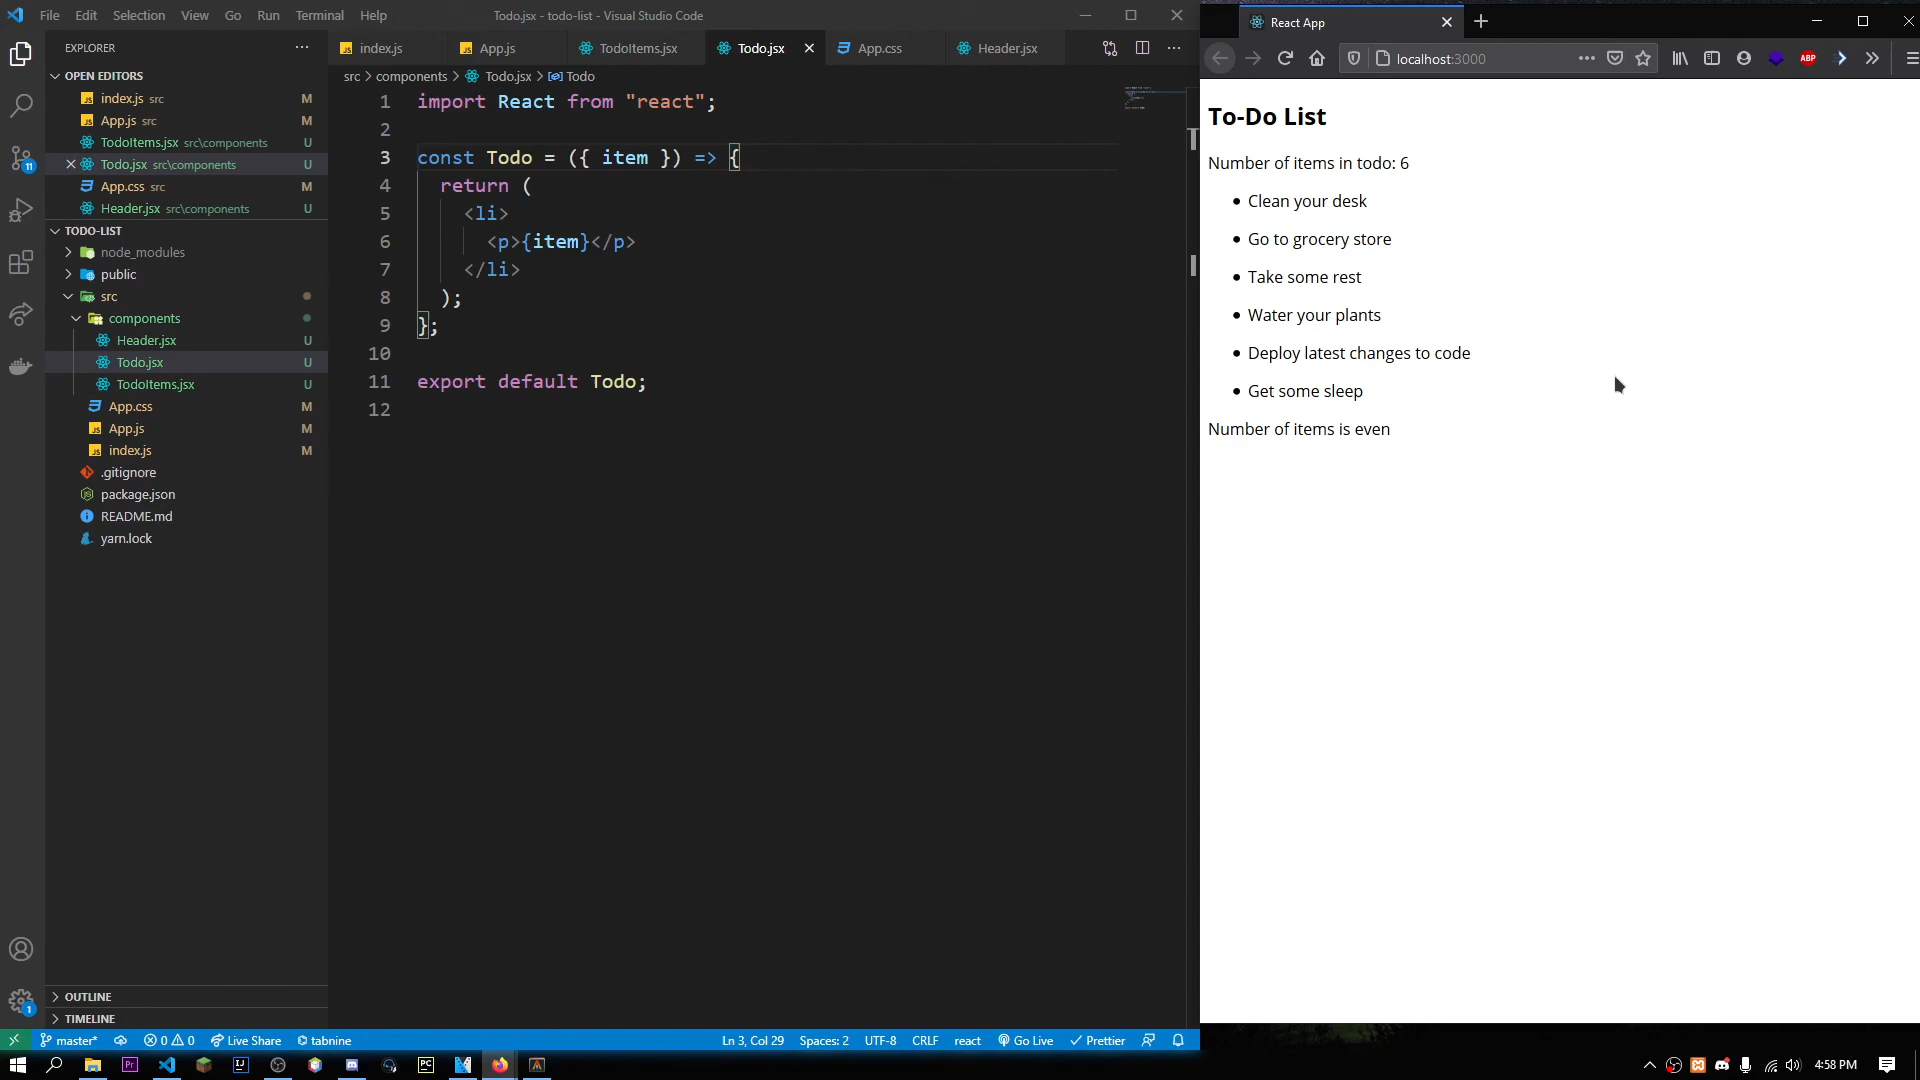 File Edit Selection View Go Run Terminal Help
Todo.jsx - todo-list - Visual Studio Code
EXPLORER
OPEN EDITORS
index.js src M
App.js src M
TodoItems.jsx src\components U
Todo.jsx src\components U
App.css src M
Header.jsx src\components U
TODO-LIST
node_modules
public
src
components
Header.jsx U
Todo.jsx U
TodoItems.jsx U
App.css M
App.js M
index.js M
.gitignore
package.json
README.md
yarn.lock
OUTLINE
TIMELINE
11
1
index.js App.js TodoItems.jsx Todo.jsx App.css Header.jsx
src > components > Todo.jsx > Todo
1 import React from "react";
2
3 const Todo = ({ item }) => {
4 return (
5 <li>
6 <p>{item}</p>
7 </li>
8 );
9 };
10
11 export default Todo;
12
master* 0 0 Live Share tabnine Ln 3, Col 29 Spaces: 2 UTF-8 CRLF react Go Live Prettier
React App
localhost:3000
ABP
To-Do List
Number of items in todo: 6
Clean your desk
Go to grocery store
Take some rest
Water your plants
Deploy latest changes to code
Get some sleep
Number of items is even
Pr
IJ
PC
4:58 PM